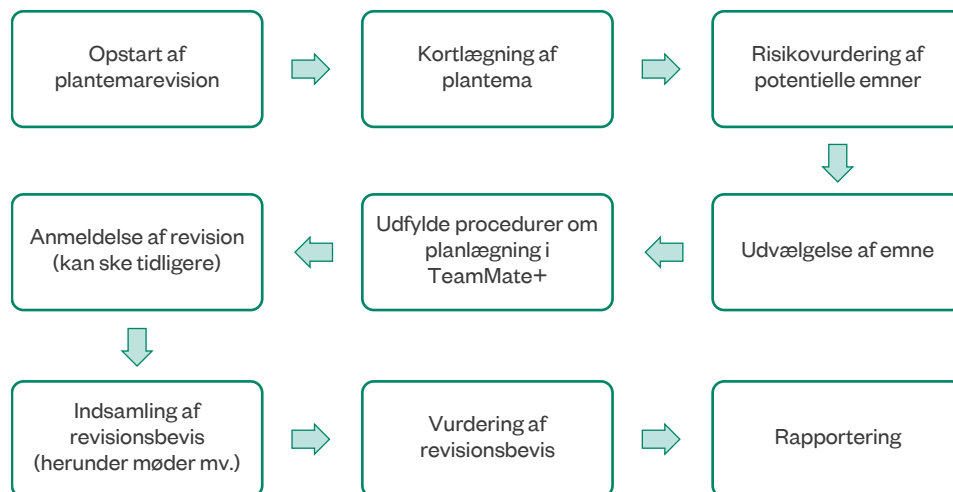 Opstart af
plantemarevision
Kortlægning af
plantema
Risikovurdering af
potentielle emner
Udvælgelse af emne
Udfylde procedurer om
planlægning i
TeamMate+
Anmeldelse af revision
(kan ske tidligere)
Indsamling af
revisionsbevis
(herunder møder mv.)
Vurdering af
revisionsbevis
Rapportering